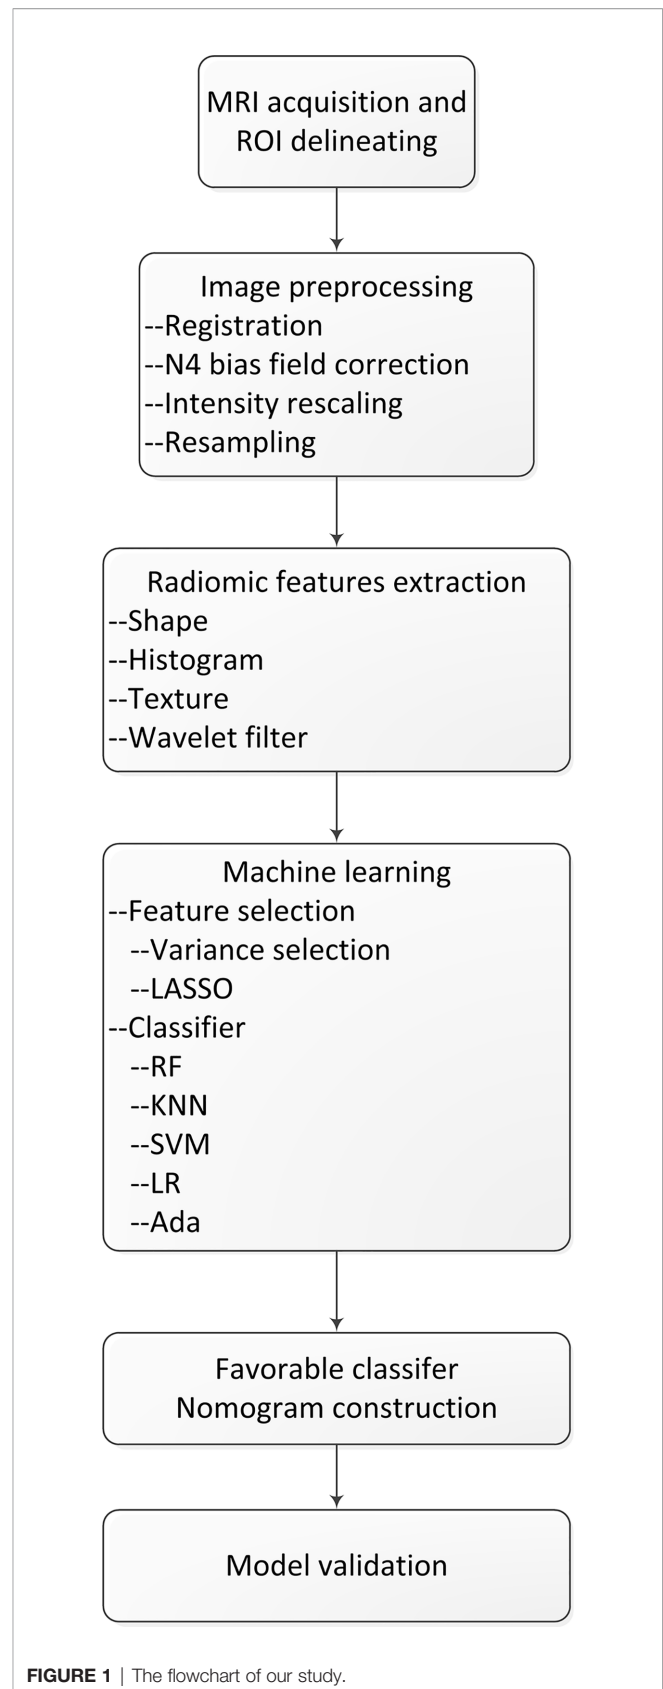 MRI acquisition and
ROI delineating
Image preprocessing
--Registration
--N4 bias field correction
--Intensity rescaling
--Resampling
Radiomic features extraction
--Shape
--Histogram
--Texture
--Wavelet filter
Machine learning
--Feature selection
--Variance selection
--LASSO
--Classifier
--RF
--KNN
--SVM
--LR
--Ada
Favorable classifer
Nomogram construction
Model validation
FIGURE 1 | The flowchart of our study.